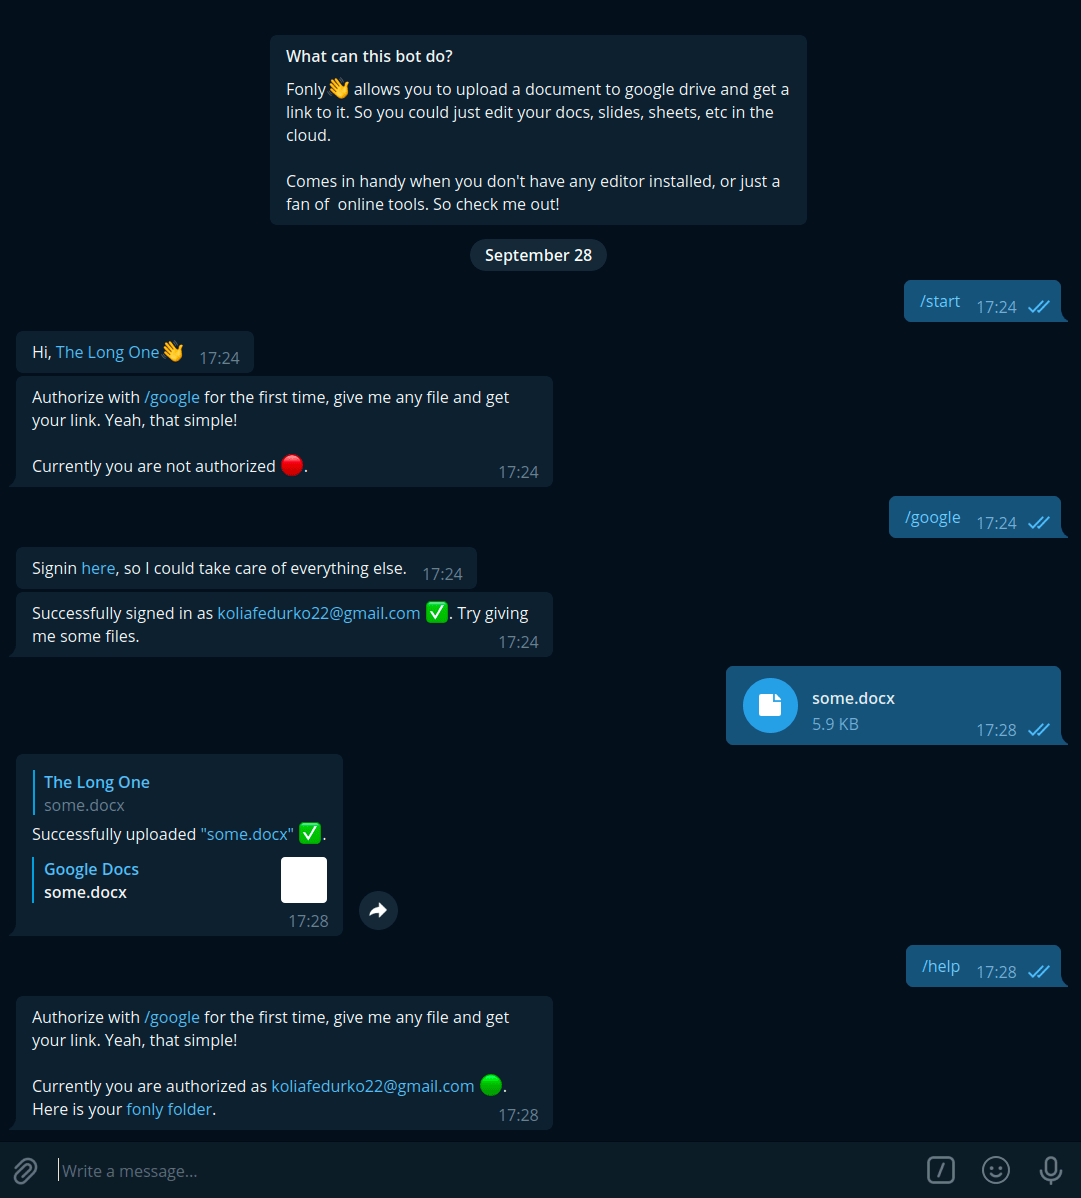 What can this bot do?
Fonly👋 allows you to upload a document to google drive and get a
link to it. So you could just edit your docs, slides, sheets, etc in the
cloud.
Comes in handy when you don't have any editor installed, or just a
fan of  online tools. So check me out!
September 28
/start 17:24
Hi, The Long One👋 17:24
Authorize with /google for the first time, give me any file and get
your link. Yeah, that simple!
Currently you are not authorized 🔴.
17:24
/google 17:24
Signin here, so I could take care of everything else. 17:24
Successfully signed in as koliafedurko22@gmail.com ✅. Try giving
me some files. 17:24
some.docx
5.9 KB
17:28
The Long One
some.docx
Successfully uploaded "some.docx" ✅.
Google Docs
some.docx
17:28
/help 17:28
Authorize with /google for the first time, give me any file and get
your link. Yeah, that simple!
Currently you are authorized as koliafedurko22@gmail.com 🟢.
Here is your fonly folder. 17:28
Write a message...